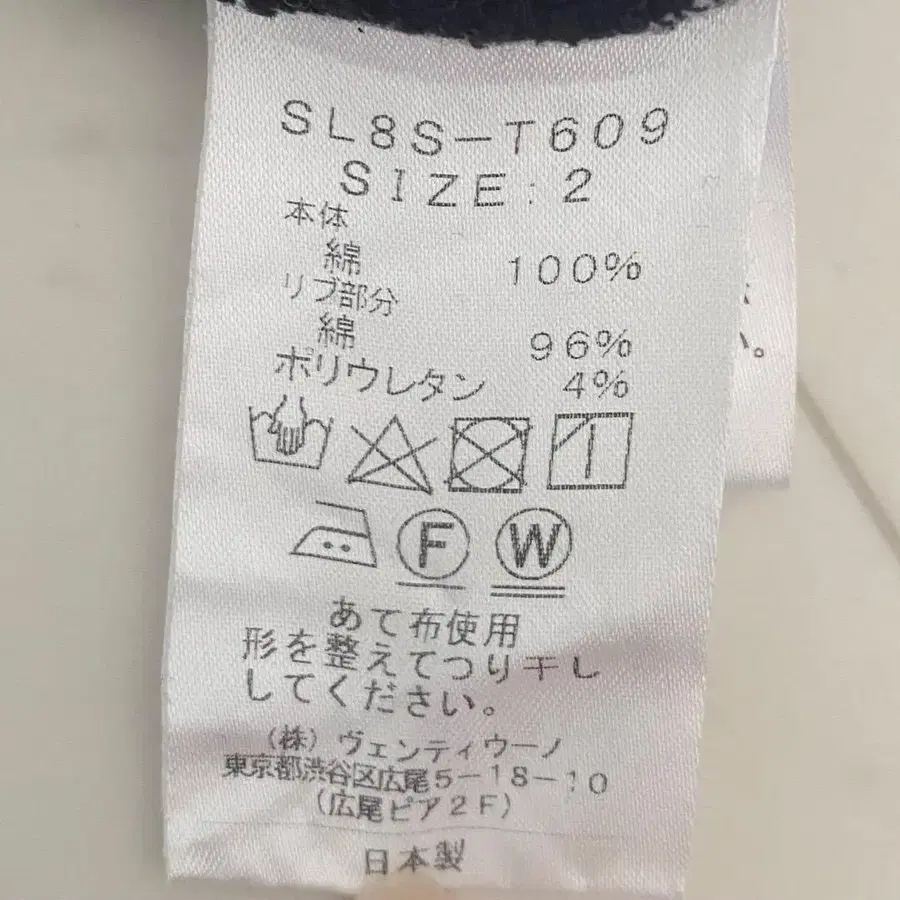 SL8S-T609
SIZE:2
本体
綿 100%
リブ部分
綿 96%
ポリウレタン 4%
F W
あて布使用
形を整えてつり干し
してください。
(株)ヴェンティウーノ
東京都渋谷区広尾5-18-10
(広尾ピア2F)
日本製